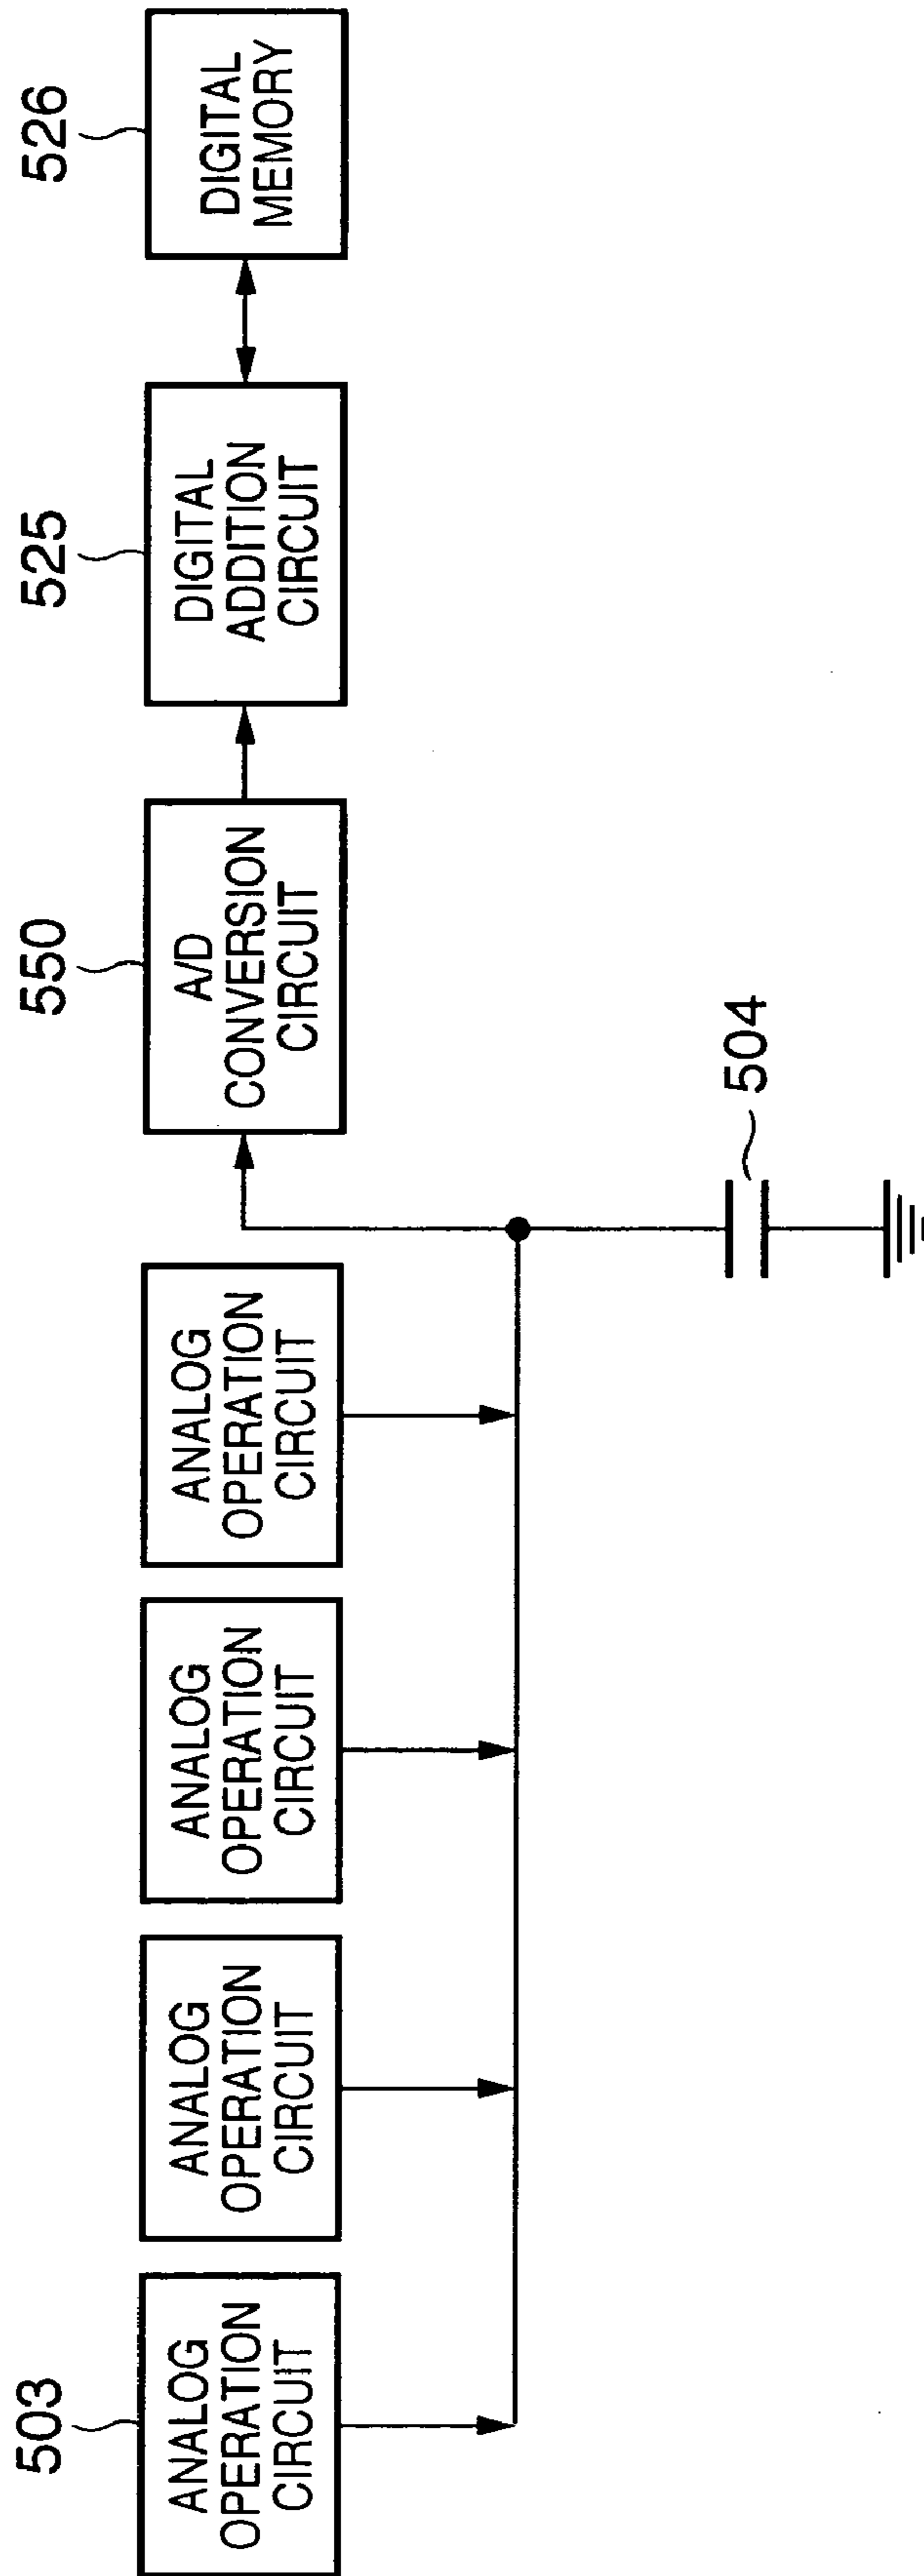 503
ANALOG
OPERATION
CIRCUIT
ANALOG
OPERATION
CIRCUIT
ANALOG
OPERATION
CIRCUIT
ANALOG
OPERATION
CIRCUIT
550
A/D
CONVERSION
CIRCUIT
525
DIGITAL
ADDITION
CIRCUIT
526
DIGITAL
MEMORY
504